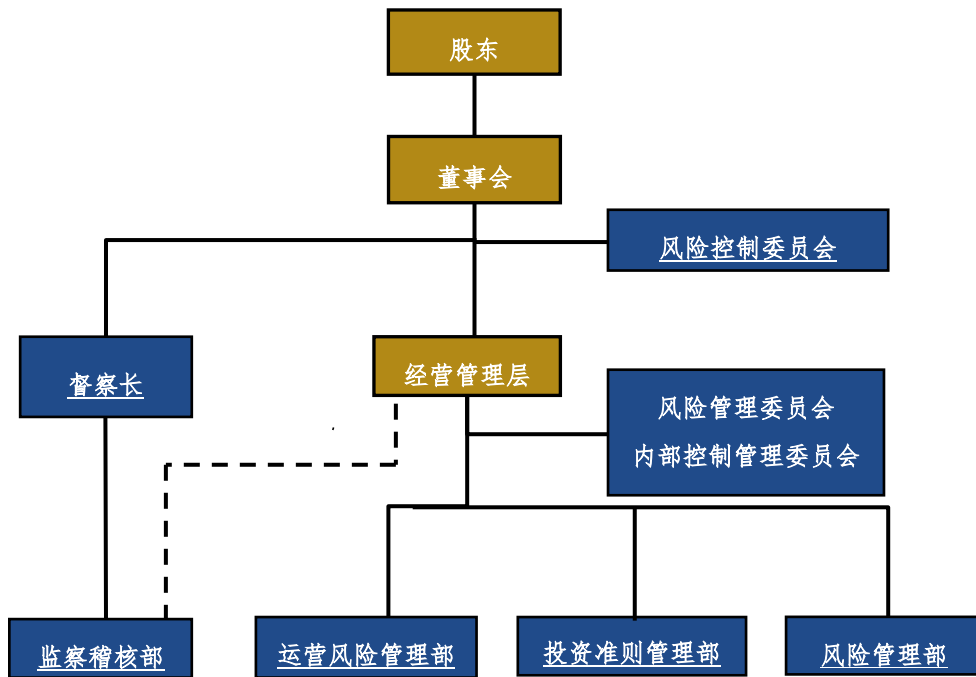 股东
董事会
风险控制委员会
督察长
经营管理层
风险管理委员会
内部控制管理委员会
监察稽核部
运营风险管理部
投资准则管理部
风险管理部